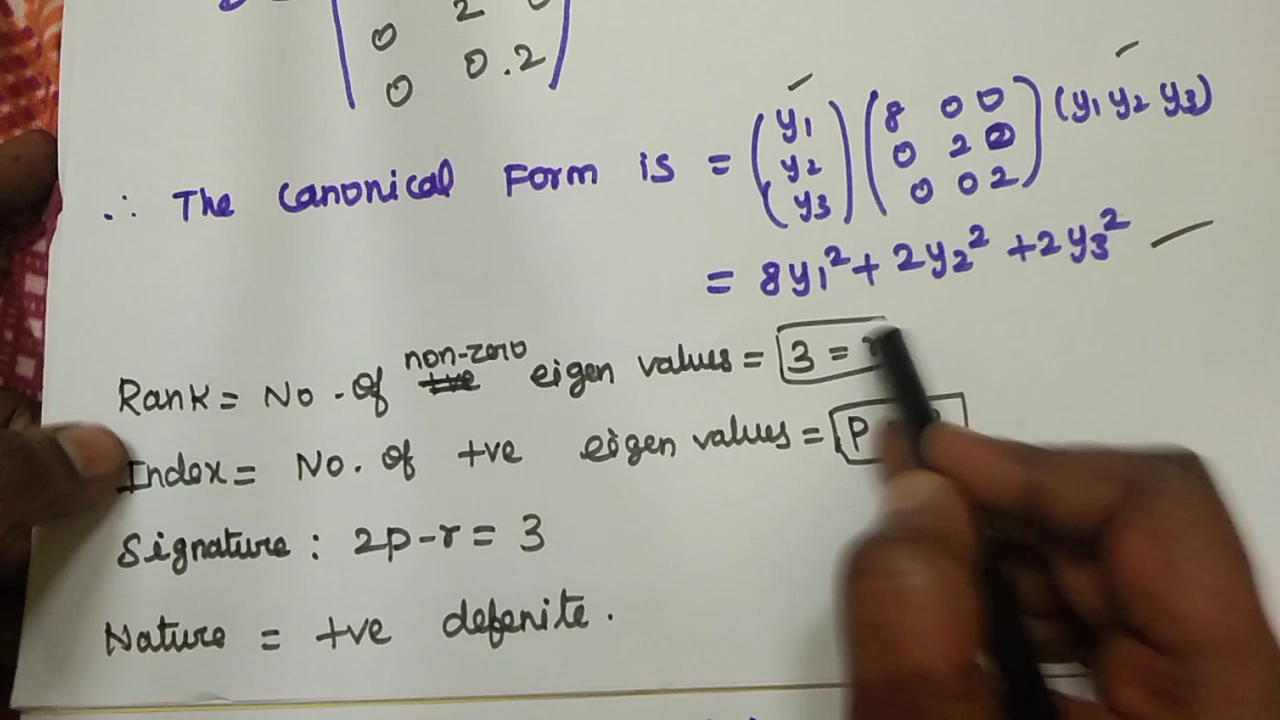 0 2 0
0 0.2
∴ The Canonical Form is = (y1 y2 y3) (8 0 0 0 2 0 0 0 2) (y1 y2 y3)
= 8y1² + 2y2² + 2y3²
Rank = No. of non-zero eigen values = 3 = r
Index = No. of +ve eigen values = P
Signature : 2p-r = 3
Nature = +ve defenite.